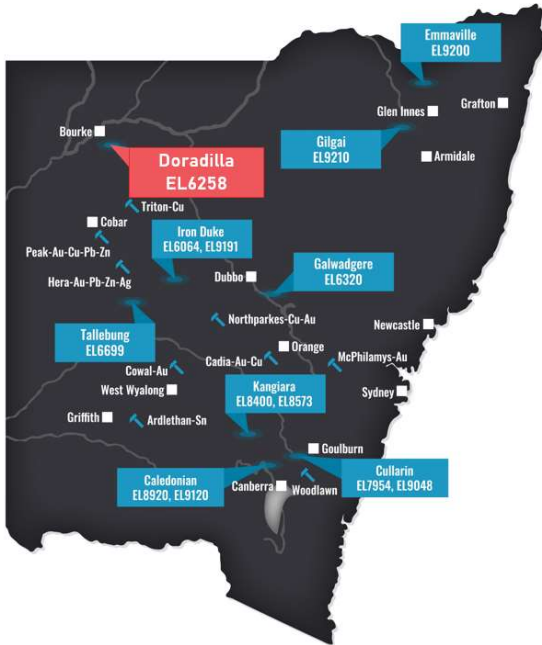 Emmaville
EL9200
Glen Innes
Grafton
Bourke
Gilgai
EL9210
Armidale
Doradilla
EL6258
Triton-Cu
Cobar
Iron Duke
EL6064, EL9191
Peak-Au-Cu-Pb-Zn
Hera-Au-Pb-Zn-Ag
Dubbo
Galwadgere
EL6320
Tallebung
EL6699
Northparkes-Cu-Au
Newcastle
Orange
Cadia-Au-Cu
McPhilamys-Au
Cowal-Au
West Wyalong
Kangiara
EL8400, EL8573
Sydney
Griffith
Ardlethan-Sn
Goulburn
Caledonian
EL8920, EL9120
Canberra
Woodlawn
Cullarin
EL7954, EL9048